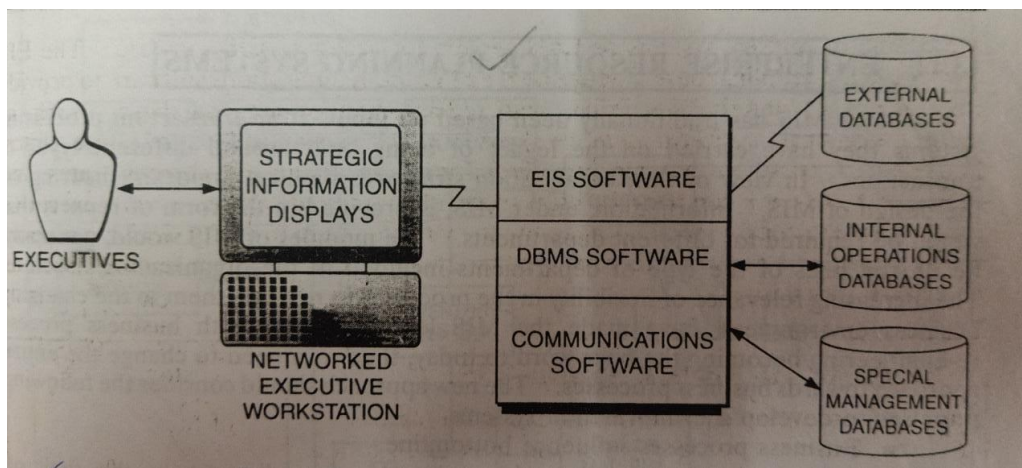 EXECUTIVES
STRATEGIC
INFORMATION
DISPLAYS
NETWORKED
EXECUTIVE
WORKSTATION
EIS SOFTWARE
DBMS SOFTWARE
COMMUNICATIONS
SOFTWARE
EXTERNAL
DATABASES
INTERNAL
OPERATIONS
DATABASES
SPECIAL
MANAGEMENT
DATABASES